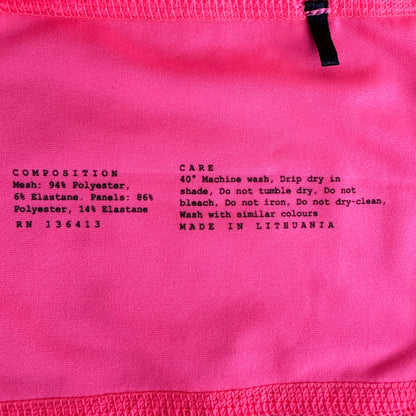 COMPOSITION
Mesh: 94% Polyester,
6% Elastane. Panels: 86%
Polyester, 14% Elastane
RN 136413
CARE
40° Machine wash, Drip dry in
shade, Do not tumble dry, Do not
bleach, Do not iron, Do not dry-clean,
Wash with similar colours
MADE IN LITHUANIA